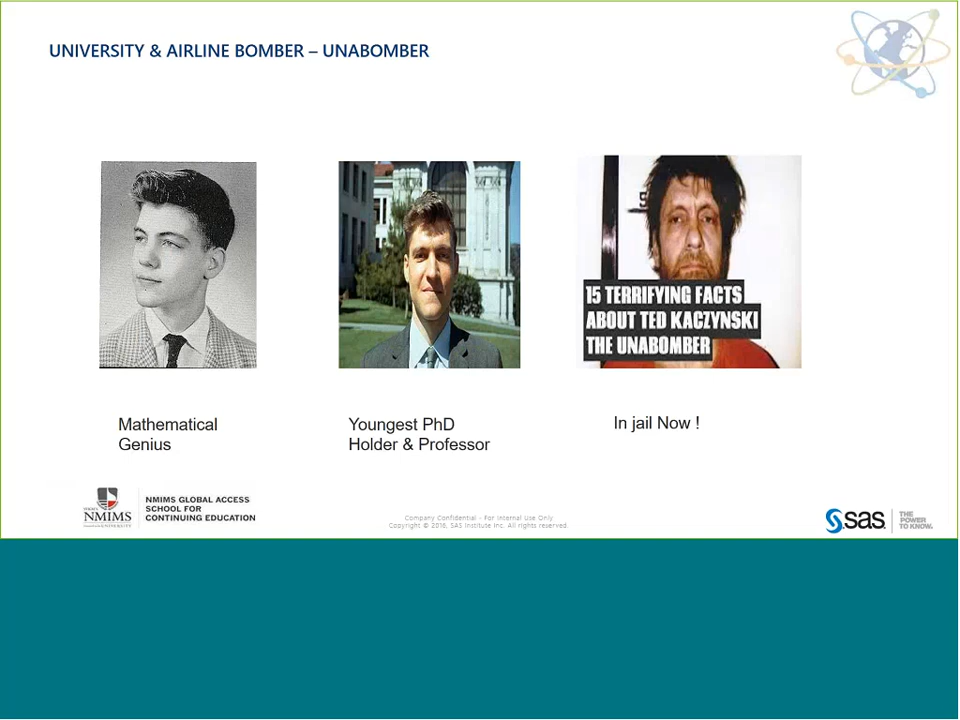 UNIVERSITY & AIRLINE BOMBER – UNABOMBER
15 TERRIFYING FACTS
ABOUT TED KACZYNSKI
THE UNABOMBER
Mathematical
Genius
Youngest PhD
Holder & Professor
In jail Now !
NMIMS
NMIMS GLOBAL ACCESS
SCHOOL FOR
CONTINUING EDUCATION
Company Confidential - For Internal Use Only
Copyright © 2016, SAS Institute Inc. All rights reserved.
sas
THE
POWER
TO KNOW.